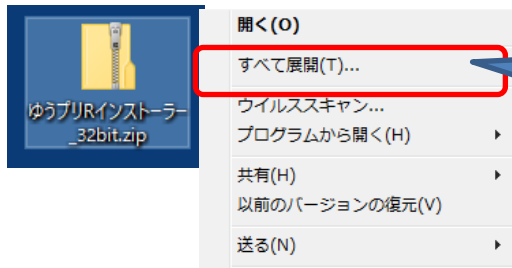 ゆうプリRインストーラー
_32bit.zip
開く(O)
すべて展開(T)...
ウイルススキャン...
プログラムから開く(H)
共有(H)
以前のバージョンの復元(V)
送る(N)